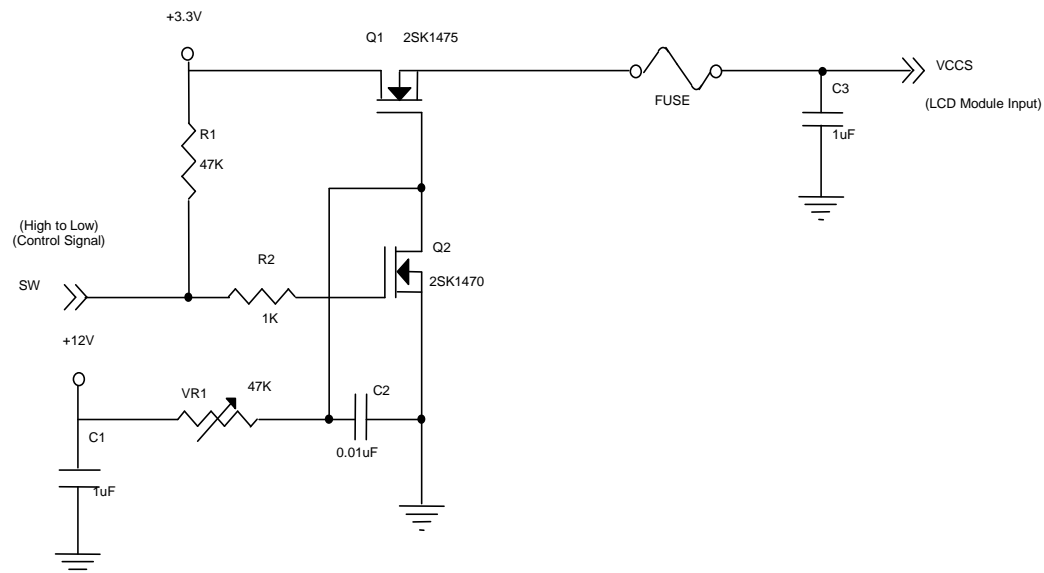 +3.3V
Q1 2SK1475
VCCS
FUSE
C3
(LCD Module Input)
1uF
R1
47K
(High to Low)
(Control Signal)
Q2
R2
SW
2SK1470
1K
+12V
VR1
47K
C2
C1
0.01uF
1uF